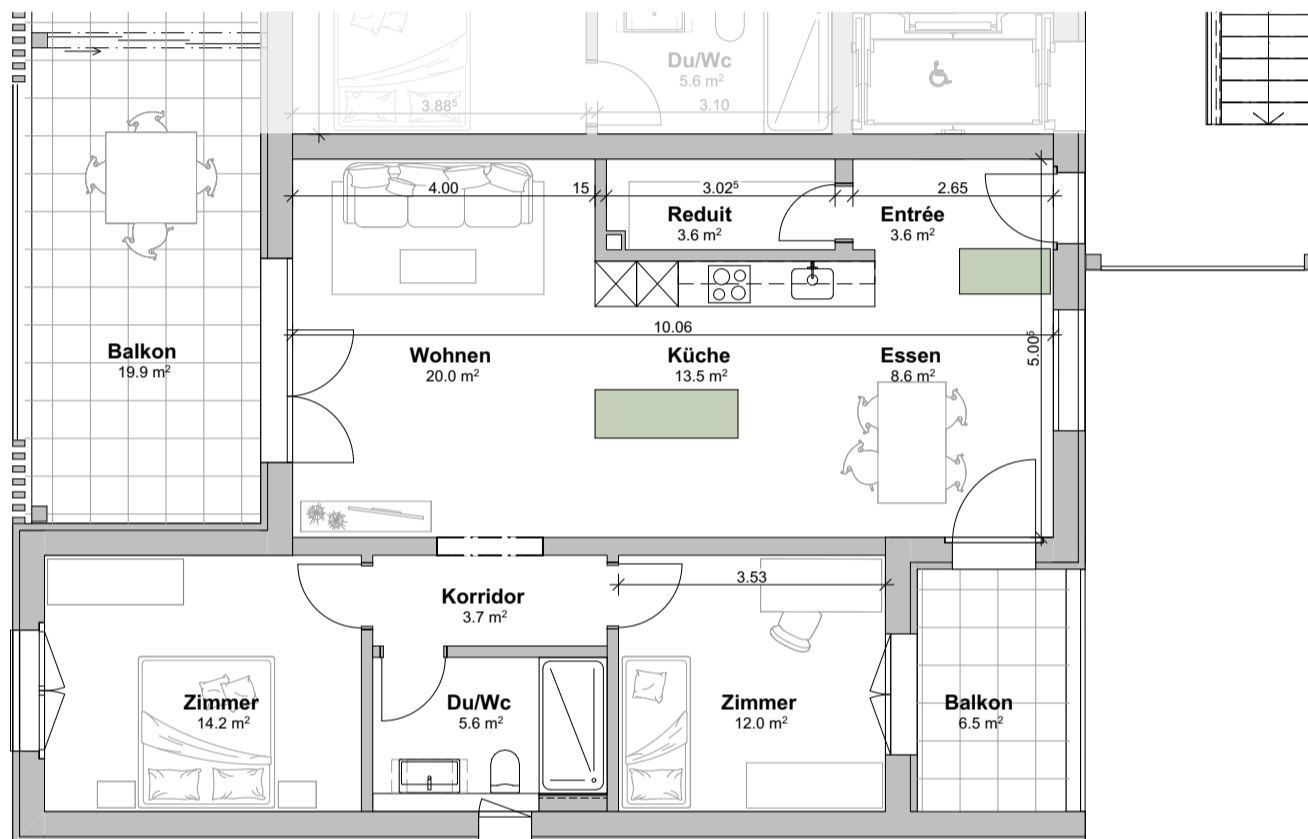 Du/Wc
5.6 m²
3.88⁵
3.10
4.00
15
3.02⁵
2.65
Reduit
3.6 m²
Entrée
3.6 m²
10.06
5.00⁵
Balkon
19.9 m²
Wohnen
20.0 m²
Küche
13.5 m²
Essen
8.6 m²
3.53
Korridor
3.7 m²
Zimmer
14.2 m²
Du/Wc
5.6 m²
Zimmer
12.0 m²
Balkon
6.5 m²